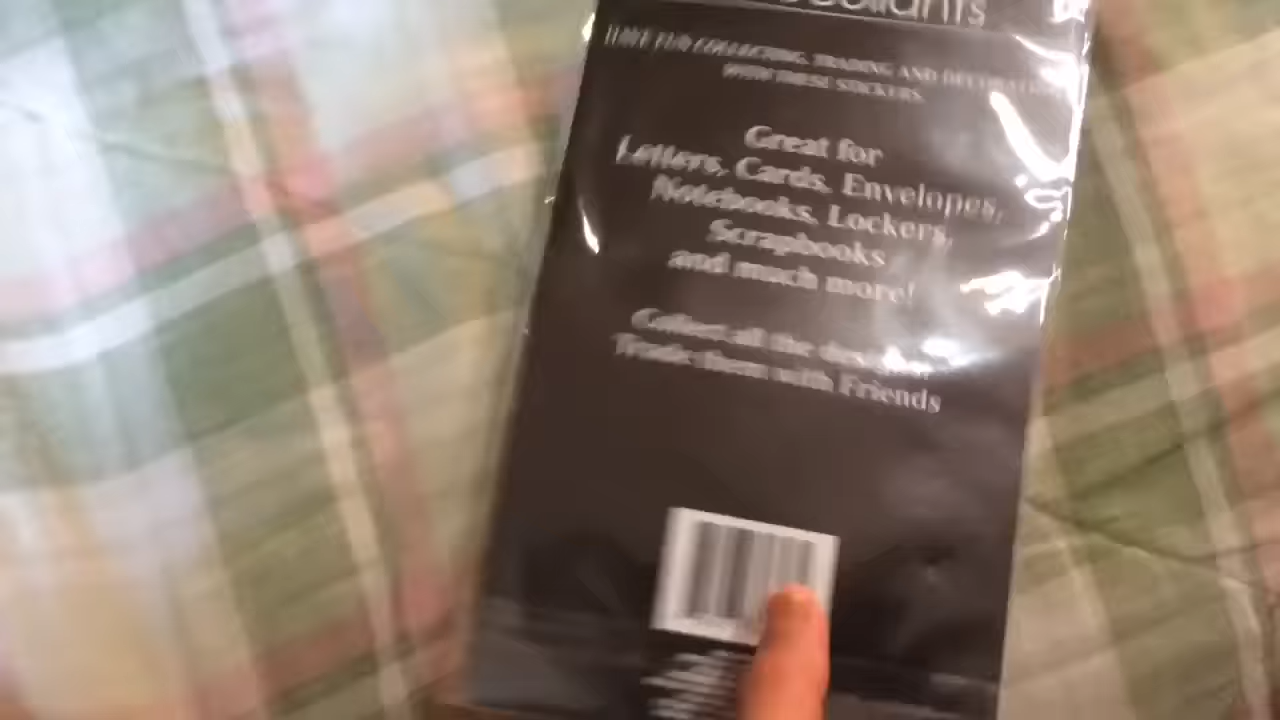 HAVE FUN COLLECTING, TRADING AND DECORATING
WITH THESE STICKERS.
Great for
Letters, Cards, Envelopes,
Notebooks, Lockers,
Scrapbooks
and much more!
Collect all the designs,
Trade them with Friends